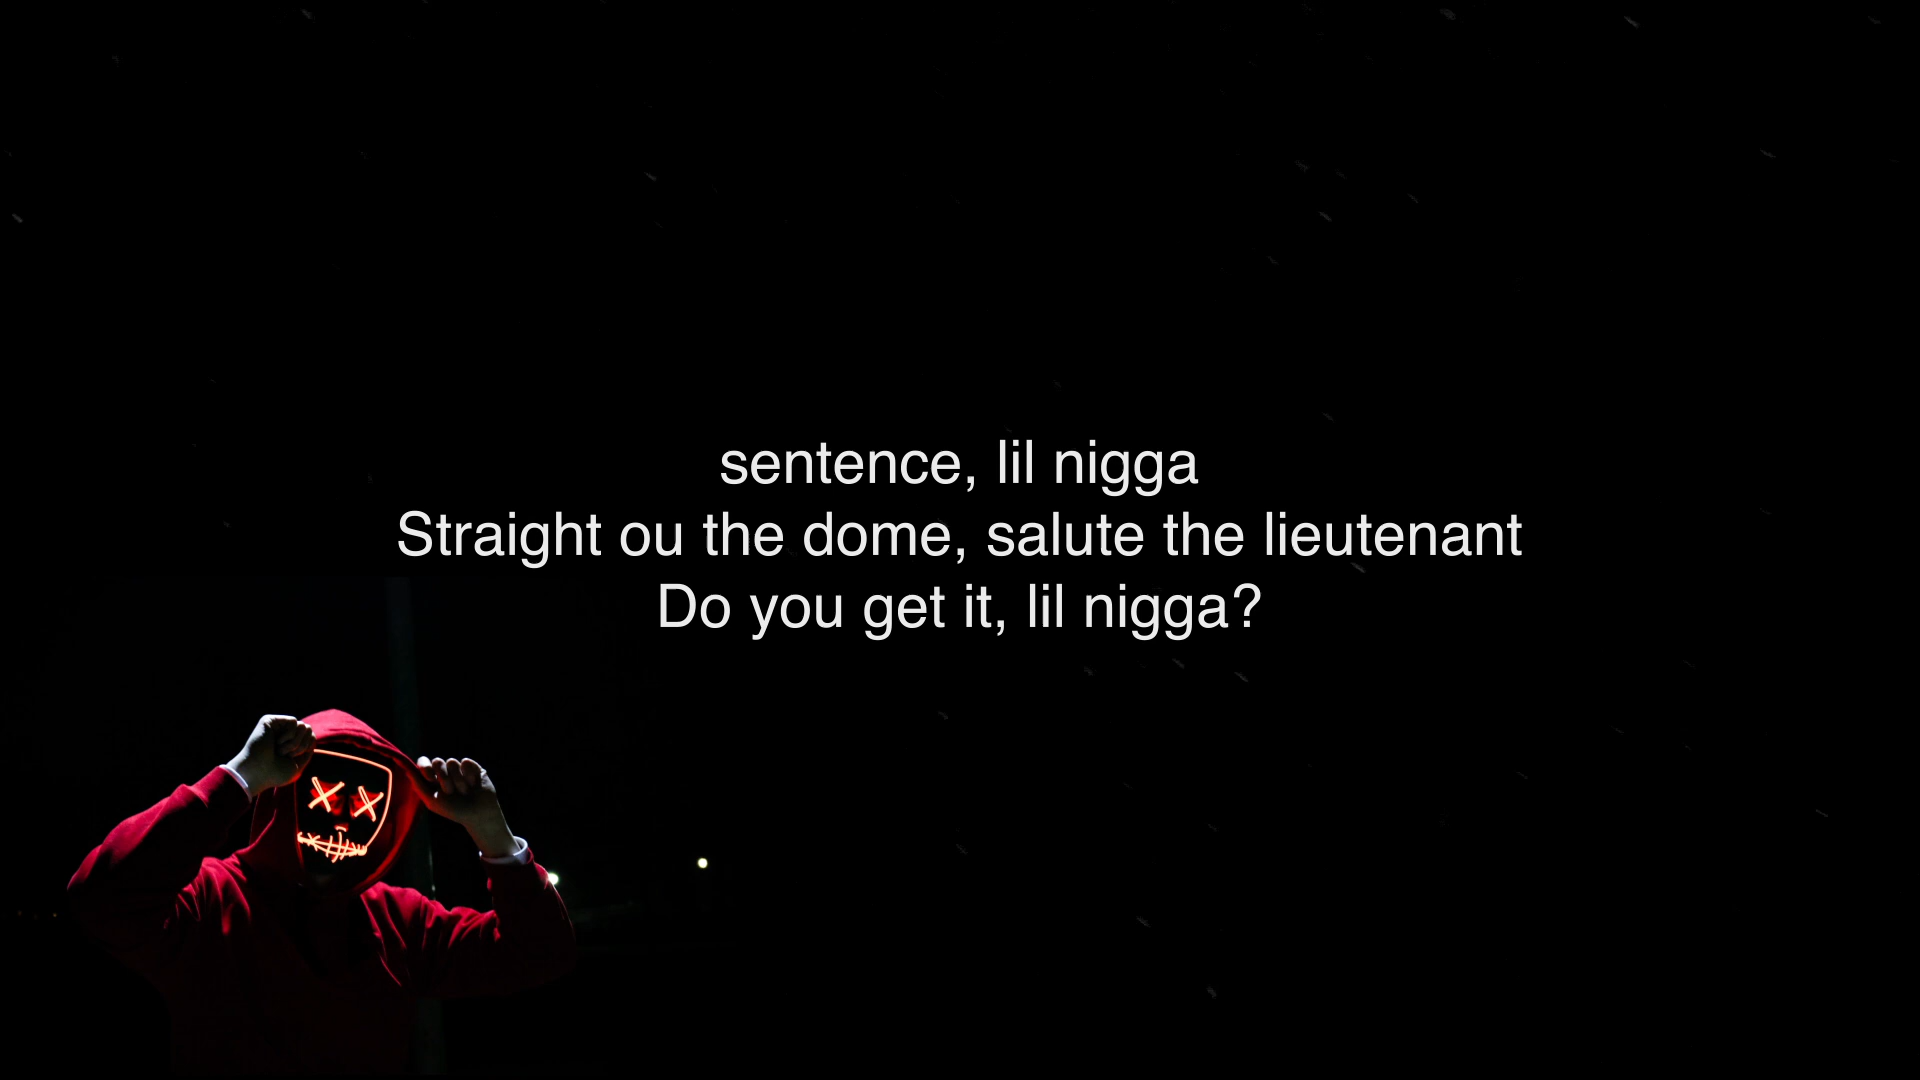 sentence, lil nigga
Straight ou the dome, salute the lieutenant
Do you get it, lil nigga?